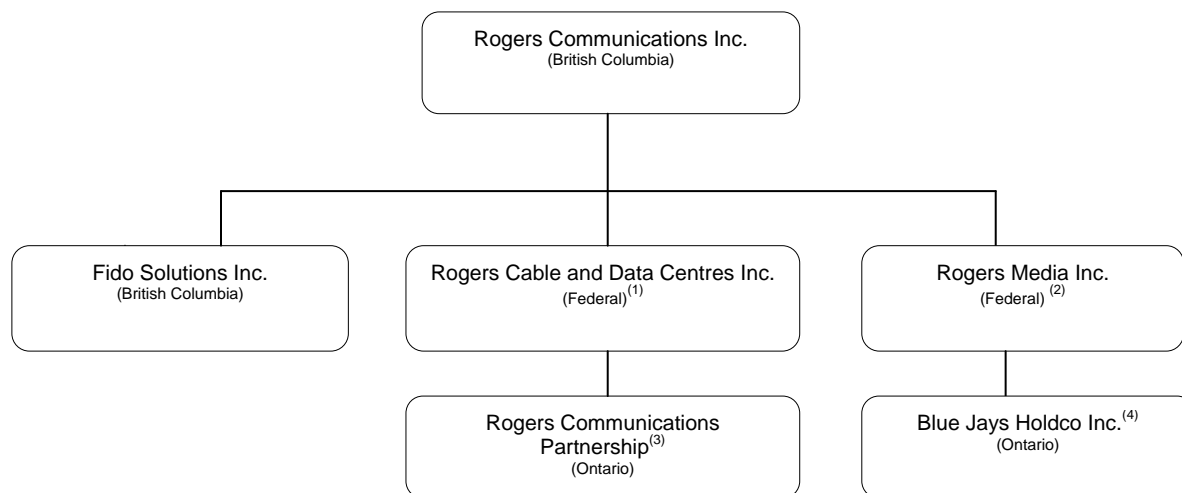 Rogers Communications Inc.
(British Columbia)
Fido Solutions Inc.
(British Columbia)
Rogers Cable and Data Centres Inc.
(Federal)(1)
Rogers Media Inc.
(Federal) (2)
Rogers Communications
Partnership(3)
(Ontario)
Blue Jays Holdco Inc.(4)
(Ontario)